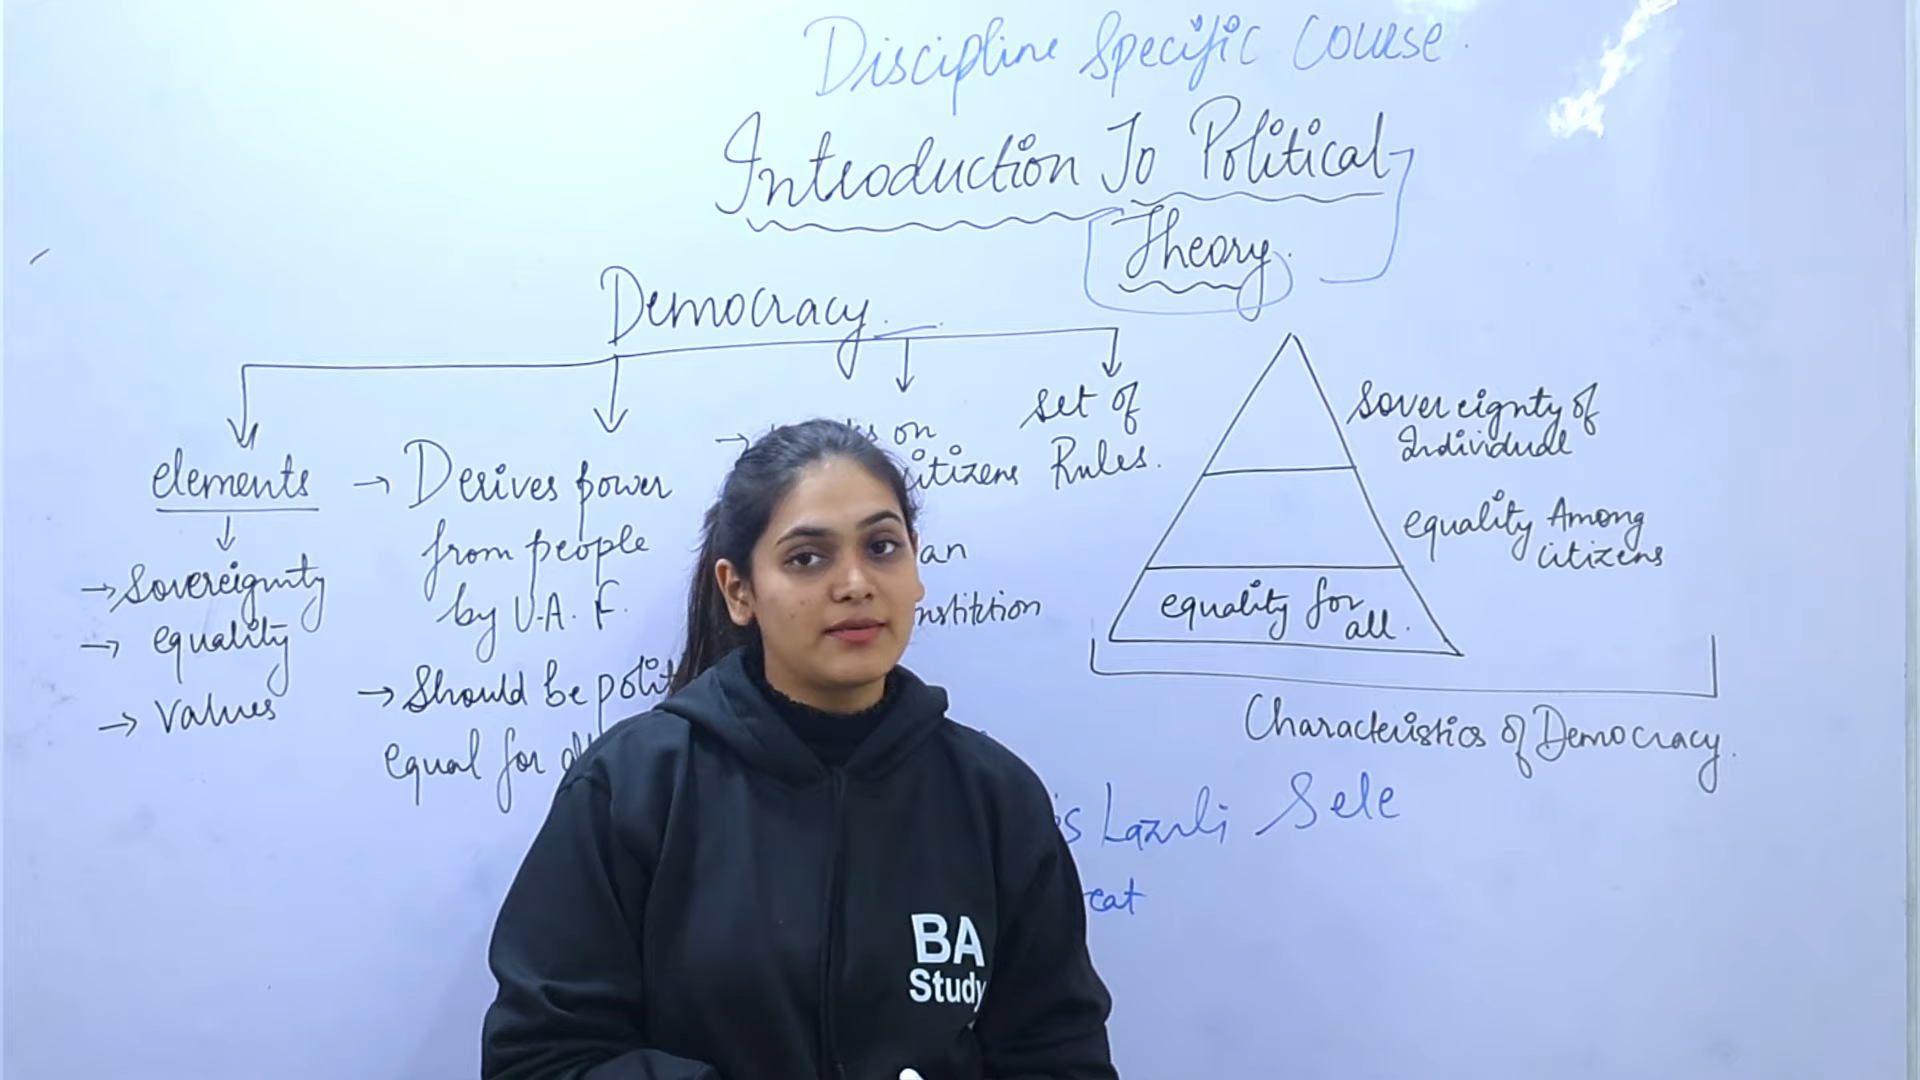 Discipline Specific Course
Introduction To Political
Theory.
Democracy.
elements
→ Sovereignty
→ equality
→ Values
→ Derives power
from people
by U.A.F.
→ Should be polit
equal for
on
citizens
an
set of
Rules.
Sovereignty of
Individual
equality Among
citizens
equality for
all.
Characteristics of Democracy.
Lazuli Sele
BA
Study